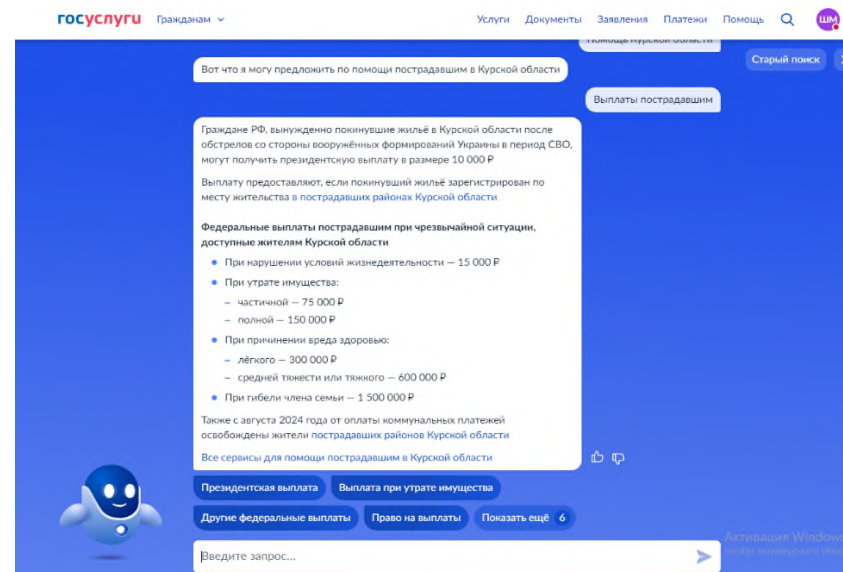 госуслуги Гражданам Услуги Документы Заявления Платежи Помощь ШМ
Помощь Курской области
Старый поиск
Вот что я могу предложить по помощи пострадавшим в Курской области
Выплаты пострадавшим
Граждане РФ, вынужденно покинувшие жильё в Курской области после
обстрелов со стороны вооружённых формирований Украины в период СВО,
могут получить президентскую выплату в размере 10 000 ₽
Выплату предоставляют, если покинувший жильё зарегистрирован по
месту жительства в пострадавших районах Курской области
Федеральные выплаты пострадавшим при чрезвычайной ситуации,
доступные жителям Курской области
• При нарушении условий жизнедеятельности — 15 000 ₽
• При утрате имущества:
– частичной — 75 000 ₽
– полной — 150 000 ₽
• При причинении вреда здоровью:
– лёгкого — 300 000 ₽
– средней тяжести или тяжкого — 600 000 ₽
• При гибели члена семьи — 1 500 000 ₽
Также с августа 2024 года от оплаты коммунальных платежей
освобождены жители пострадавших районов Курской области
Все сервисы для помощи пострадавшим в Курской области
Президентская выплата Выплата при утрате имущества
Другие федеральные выплаты Право на выплаты Показать ещё 6
Введите запрос...
Активация Windows